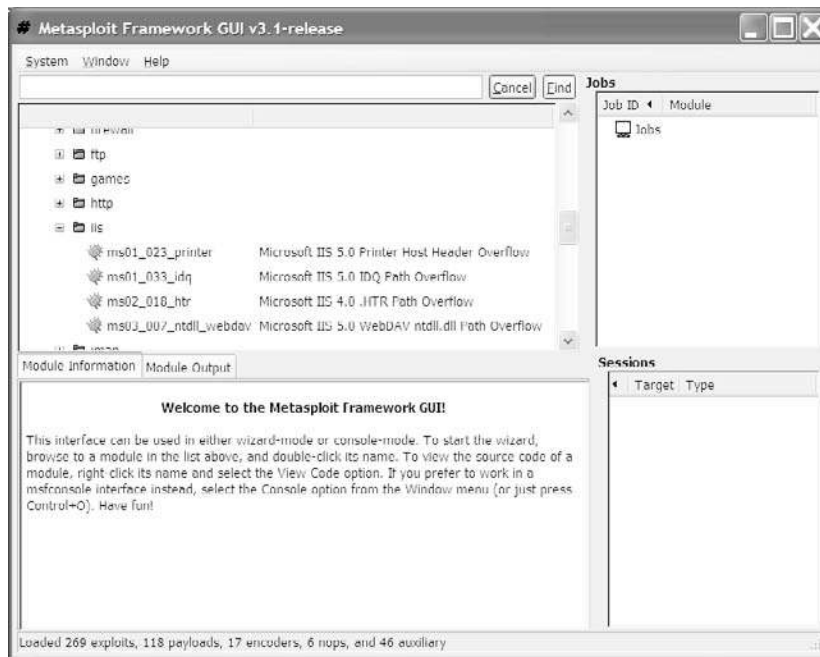 # Metasploit Framework GUI v3.1-release
System Window Help
Cancel Find
Jobs
Job ID Module
Jobs
firewall
ftp
games
http
iis
ms01_023_printer Microsoft IIS 5.0 Printer Host Header Overflow
ms01_033_idq Microsoft IIS 5.0 IDQ Path Overflow
ms02_018_htr Microsoft IIS 4.0 .HTR Path Overflow
ms03_007_ntdll_webdav Microsoft IIS 5.0 WebDAV ntdll.dll Path Overflow
imap
Module Information Module Output
Sessions
Target Type
Welcome to the Metasploit Framework GUI!
This interface can be used in either wizard-mode or console-mode. To start the wizard,
browse to a module in the list above, and double-click its name. To view the source code of a
module, right click its name and select the View Code option. If you prefer to work in a
msfconsole interface instead, select the Console option from the Window menu (or just press
Control+O). Have fun!
Loaded 269 exploits, 118 payloads, 17 encoders, 6 nops, and 46 auxiliary